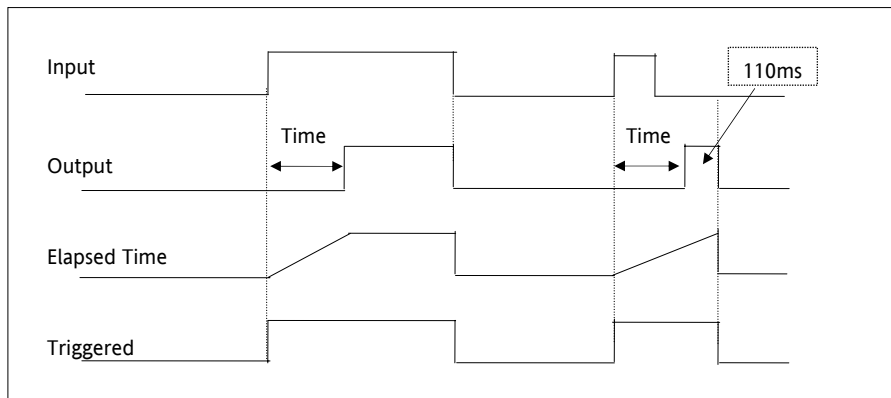 Input
110ms
Time
Time
Output
Elapsed Time
Triggered